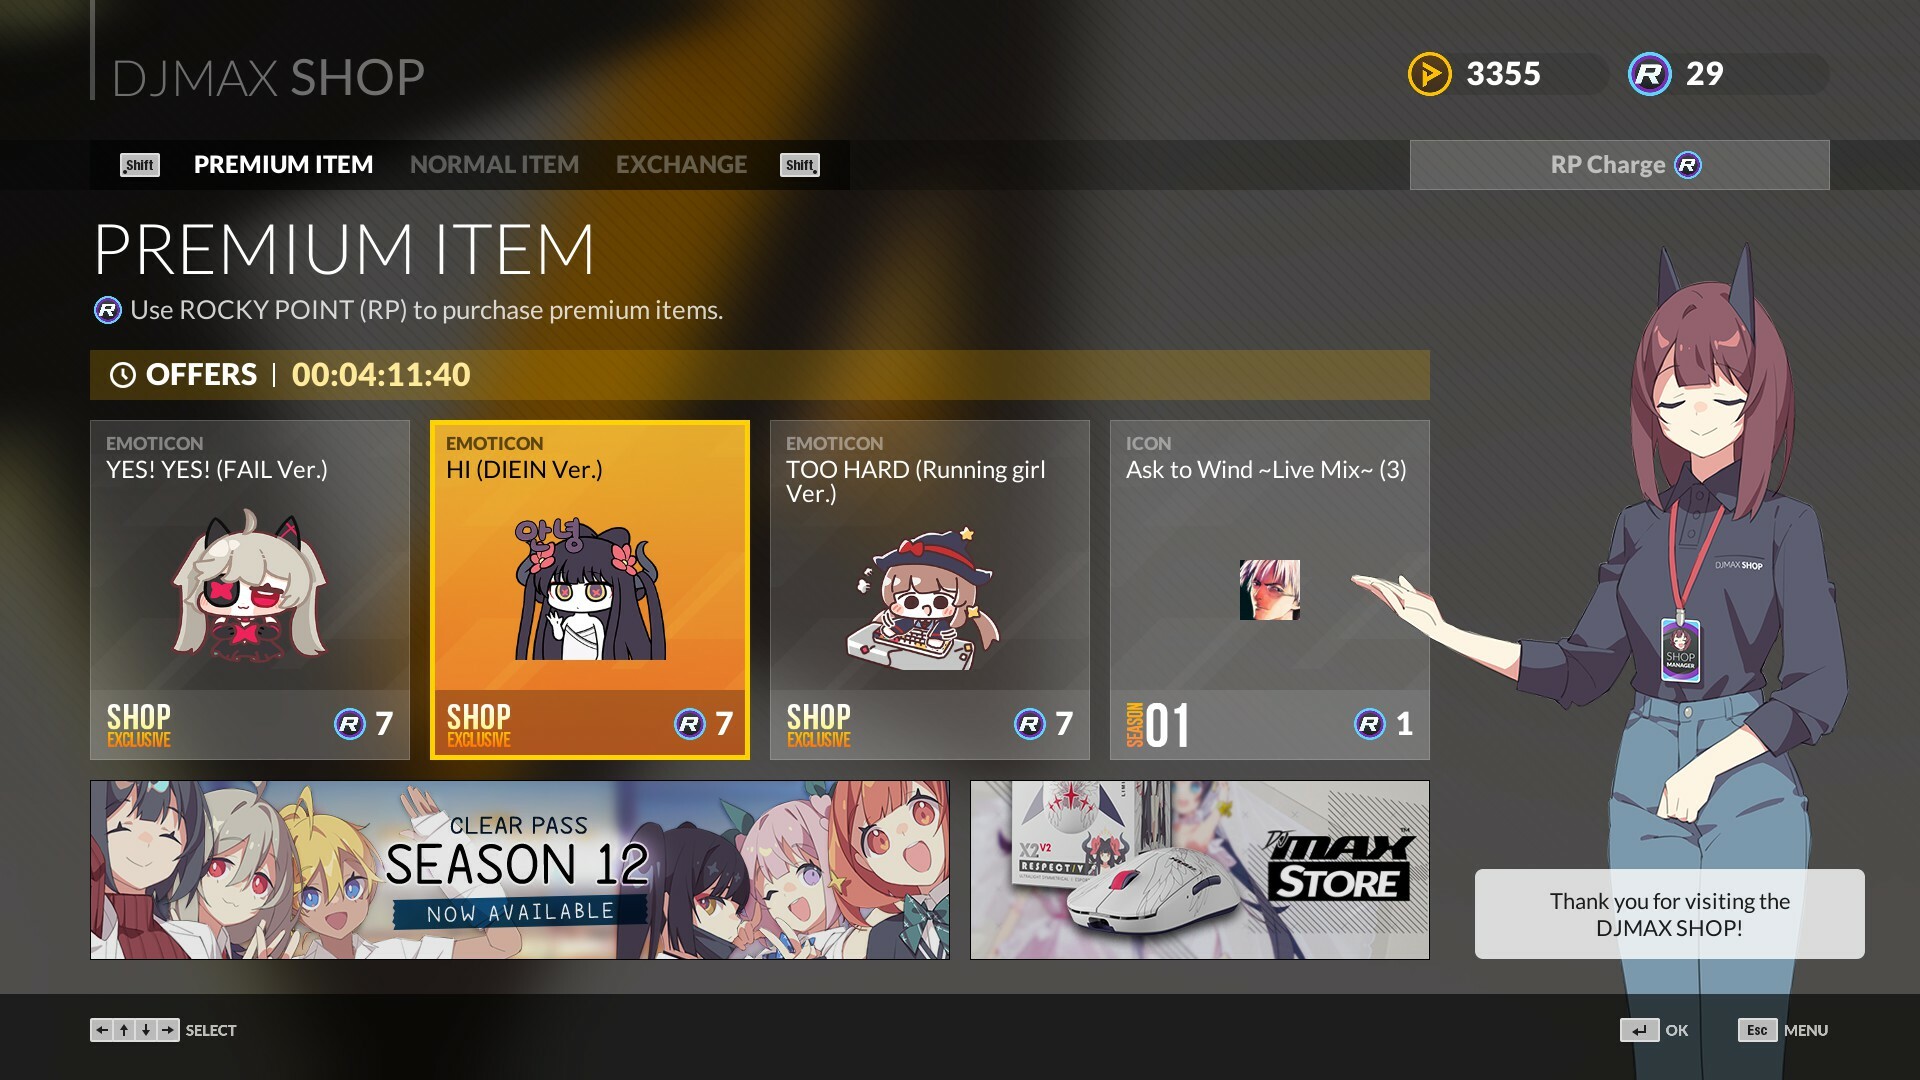 DJMAX SHOP
3355
29
Shift
PREMIUM ITEM
NORMAL ITEM
EXCHANGE
Shift
RP Charge R
PREMIUM ITEM
R Use ROCKY POINT (RP) to purchase premium items.
OFFERS | 00:04:11:40
EMOTICON
YES! YES! (FAIL Ver.)
SHOP
EXCLUSIVE
R 7
EMOTICON
HI (DIEIN Ver.)
안녕
SHOP
EXCLUSIVE
R 7
EMOTICON
TOO HARD (Running girl
Ver.)
SHOP
EXCLUSIVE
R 7
ICON
Ask to Wind ~Live Mix~ (3)
SEASON 01
R 1
DJMAX SHOP
SHOP
MANAGER
CLEAR PASS
SEASON 12
NOW AVAILABLE
X2 V2
RESPECT/V
DJMAX™
STORE
Thank you for visiting the
DJMAX SHOP!
SELECT
OK
Esc MENU